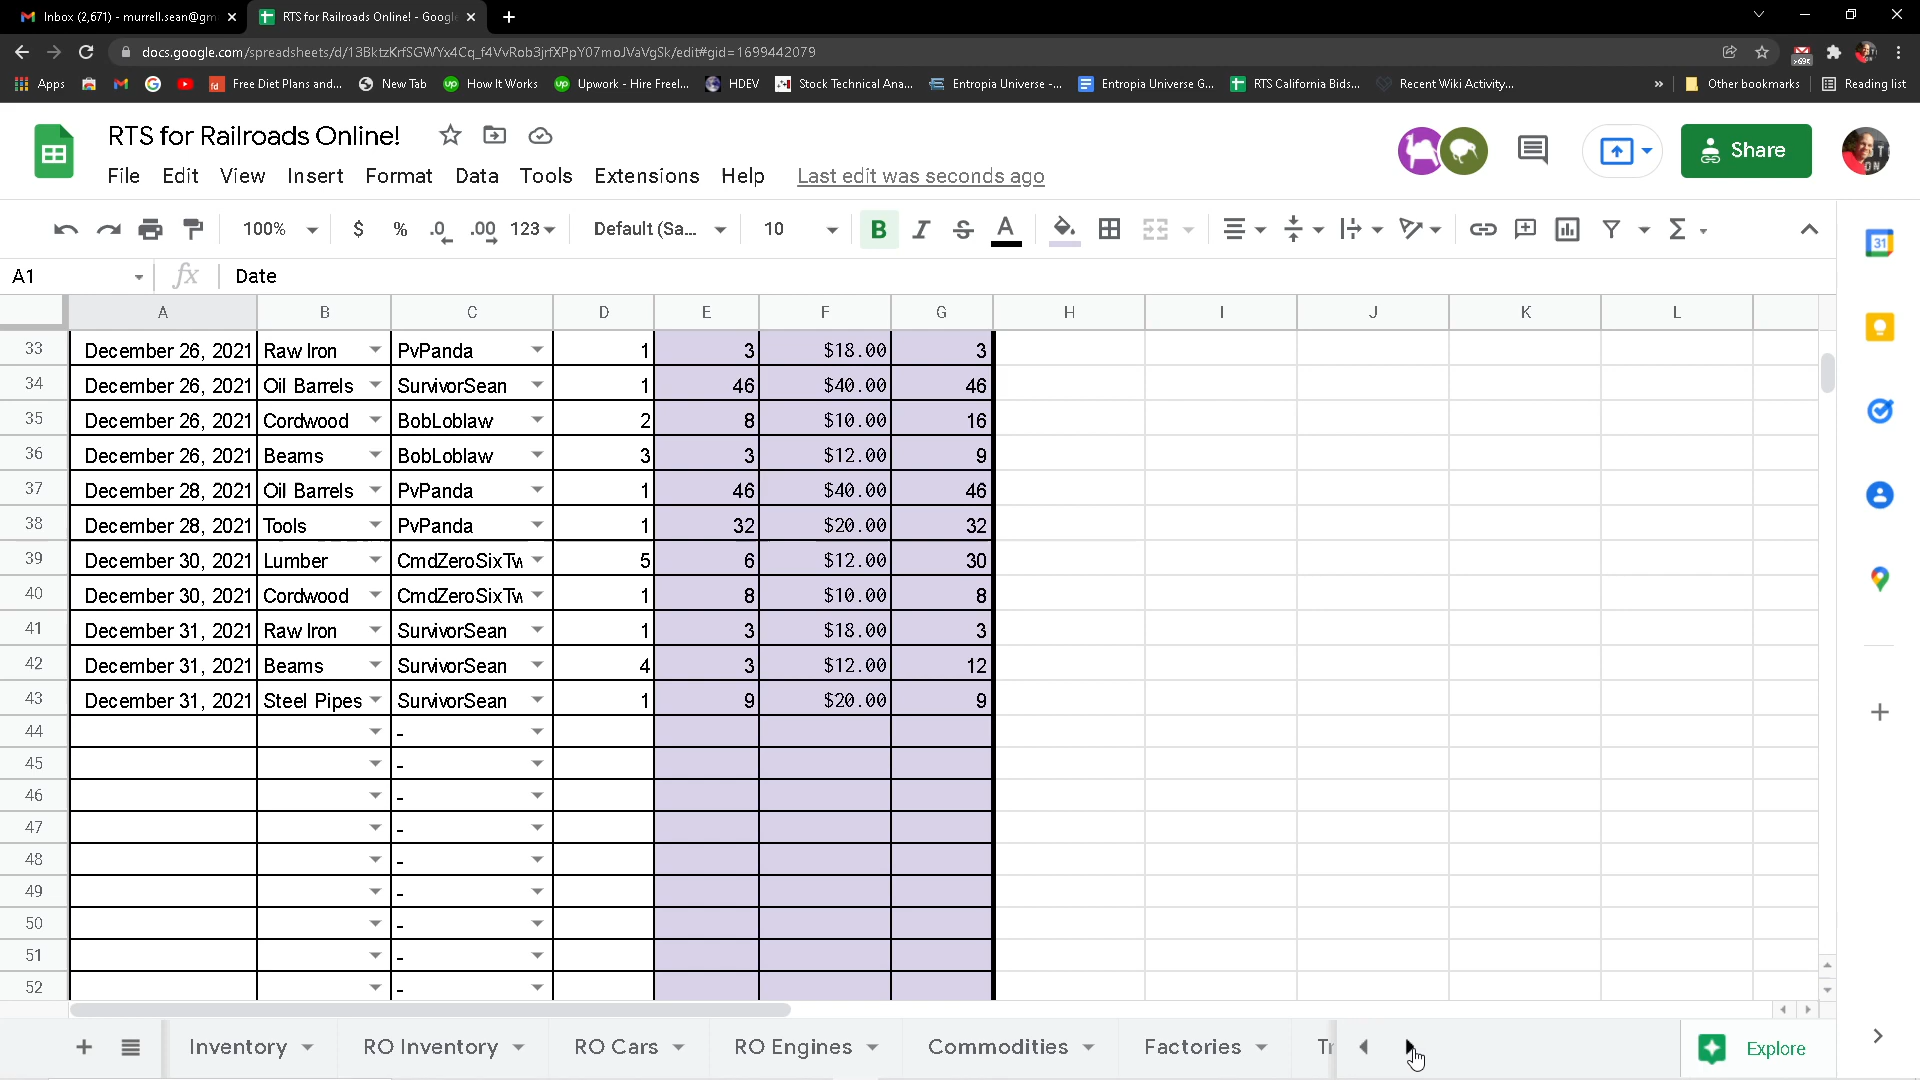 Inbox (2,671) - murrell.sean@gm
RTS for Railroads Online! - Google
docs.google.com/spreadsheets/d/13BktzKrfSGWYx4Cq_f4VvRob3jrfXPpY07moJVaVgSk/edit#gid=1699442079
Apps
Free Diet Plans and...
New Tab
How It Works
Upwork - Hire Freel...
HDEV
Stock Technical Ana...
Entropia Universe -...
Entropia Universe G...
RTS California Bids...
Recent Wiki Activity...
»
Other bookmarks
Reading list
RTS for Railroads Online!
Share
File Edit View Insert Format Data Tools Extensions Help Last edit was seconds ago
100% $ % .0 .00 123 Default (Sa... 10 B I S A Σ
31
A1 fx Date
A B C D E F G H I J K L
33 December 26, 2021 Raw Iron PvPanda 1 3 $18.00 3
34 December 26, 2021 Oil Barrels SurvivorSean 1 46 $40.00 46
35 December 26, 2021 Cordwood BobLoblaw 2 8 $10.00 16
36 December 26, 2021 Beams BobLoblaw 3 3 $12.00 9
37 December 28, 2021 Oil Barrels PvPanda 1 46 $40.00 46
38 December 28, 2021 Tools PvPanda 1 32 $20.00 32
39 December 30, 2021 Lumber CmdZeroSixTw 5 6 $12.00 30
40 December 30, 2021 Cordwood CmdZeroSixTw 1 8 $10.00 8
41 December 31, 2021 Raw Iron SurvivorSean 1 3 $18.00 3
42 December 31, 2021 Beams SurvivorSean 4 3 $12.00 12
43 December 31, 2021 Steel Pipes SurvivorSean 1 9 $20.00 9
44 -
45 -
46 -
47 -
48 -
49 -
50 -
51 -
52 -
Inventory RO Inventory RO Cars RO Engines Commodities Factories Tr Explore